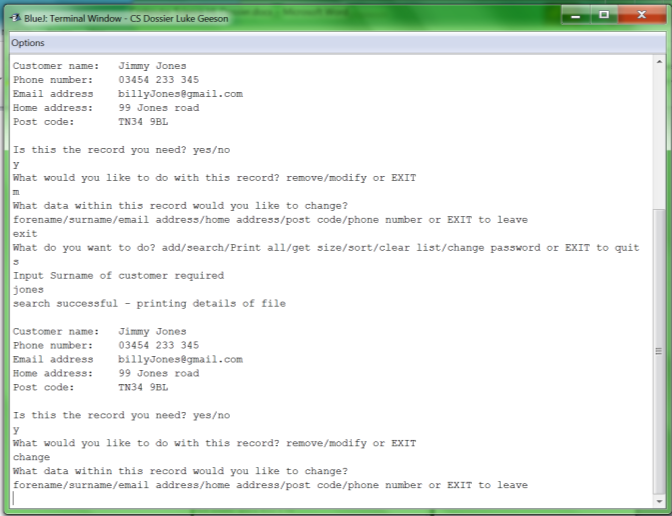 BlueJ: Terminal Window - CS Dossier Luke Geeson
Options
Customer name: Jimmy Jones
Phone number: 03454 233 345
Email address billyJones@gmail.com
Home address: 99 Jones road
Post code: TN34 9BL
Is this the record you need? yes/no
y
What would you like to do with this record? remove/modify or EXIT
m
What data within this record would you like to change?
forename/surname/email address/home address/post code/phone number or EXIT to leave
exit
What do you want to do? add/search/Print all/get size/sort/clear list/change password or EXIT to quit
s
Input Surname of customer required
jones
search successful - printing details of file
Customer name: Jimmy Jones
Phone number: 03454 233 345
Email address billyJones@gmail.com
Home address: 99 Jones road
Post code: TN34 9BL
Is this the record you need? yes/no
y
What would you like to do with this record? remove/modify or EXIT
change
What data within this record would you like to change?
forename/surname/email address/home address/post code/phone number or EXIT to leave